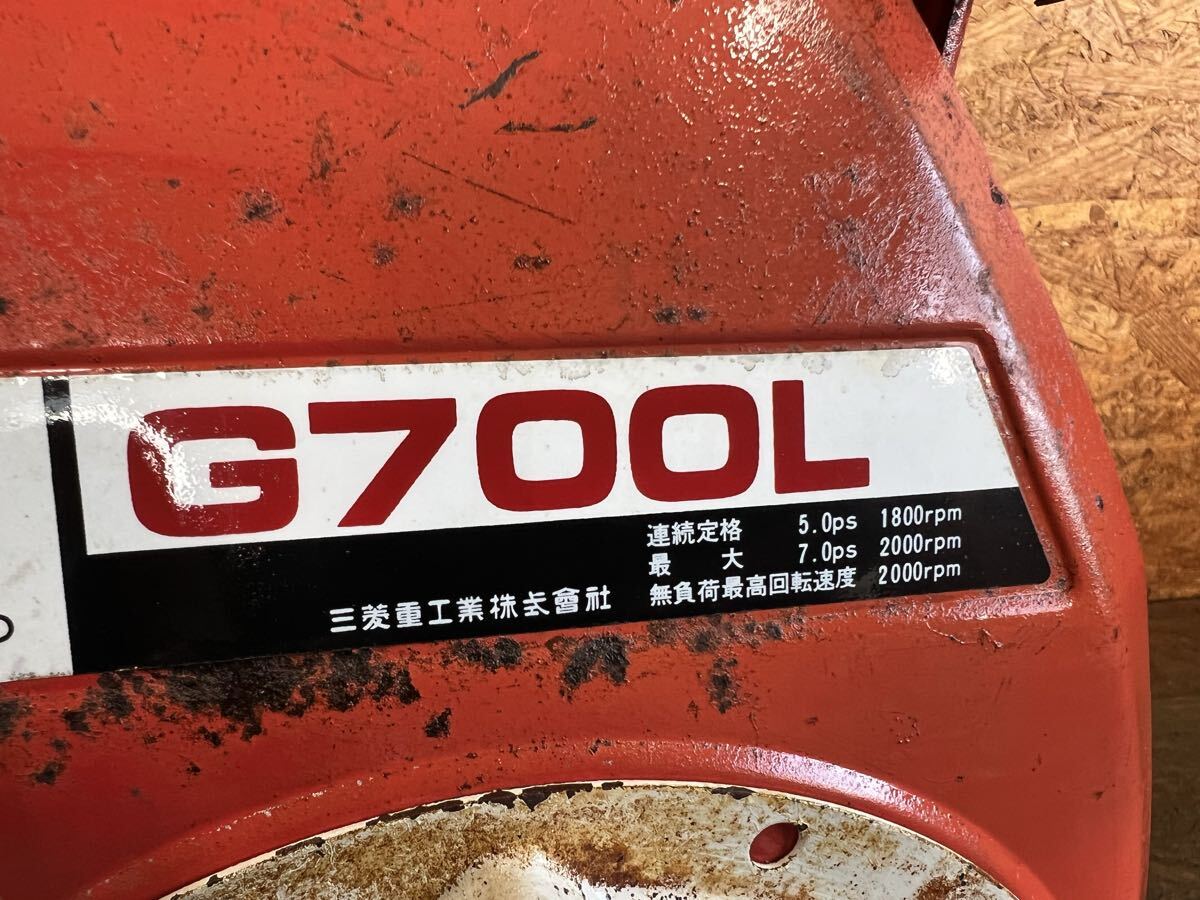 G700L
連続定格 5.0ps 1800rpm
最大 7.0ps 2000rpm
無負荷最高回転速度 2000rpm
三菱重工業株式會社